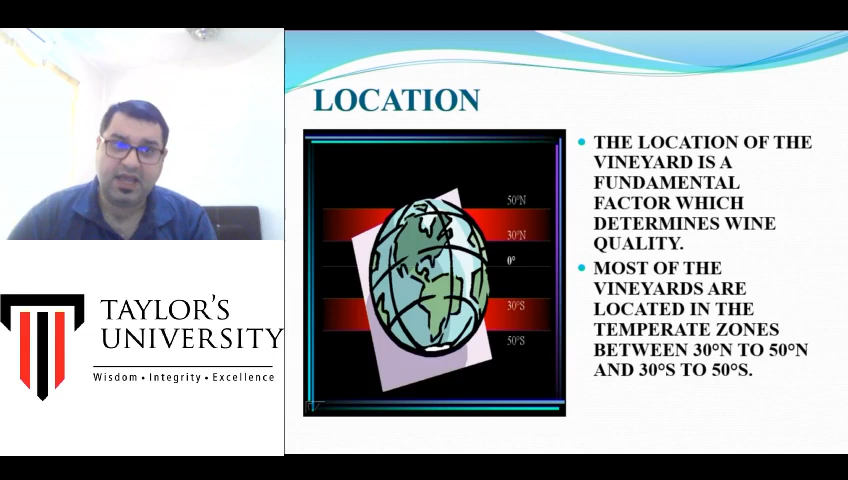 LOCATION
50°N
30°N
0°
30°S
50°S
THE LOCATION OF THE
VINEYARD IS A
FUNDAMENTAL
FACTOR WHICH
DETERMINES WINE
QUALITY.
MOST OF THE
VINEYARDS ARE
LOCATED IN THE
TEMPERATE ZONES
BETWEEN 30°N TO 50°N
AND 30°S TO 50°S.
TAYLOR'S
UNIVERSITY
Wisdom • Integrity • Excellence